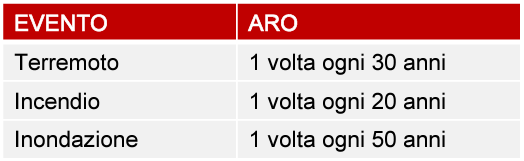 EVENTO ARO
Terremoto 1 volta ogni 30 anni
Incendio 1 volta ogni 20 anni
Inondazione 1 volta ogni 50 anni